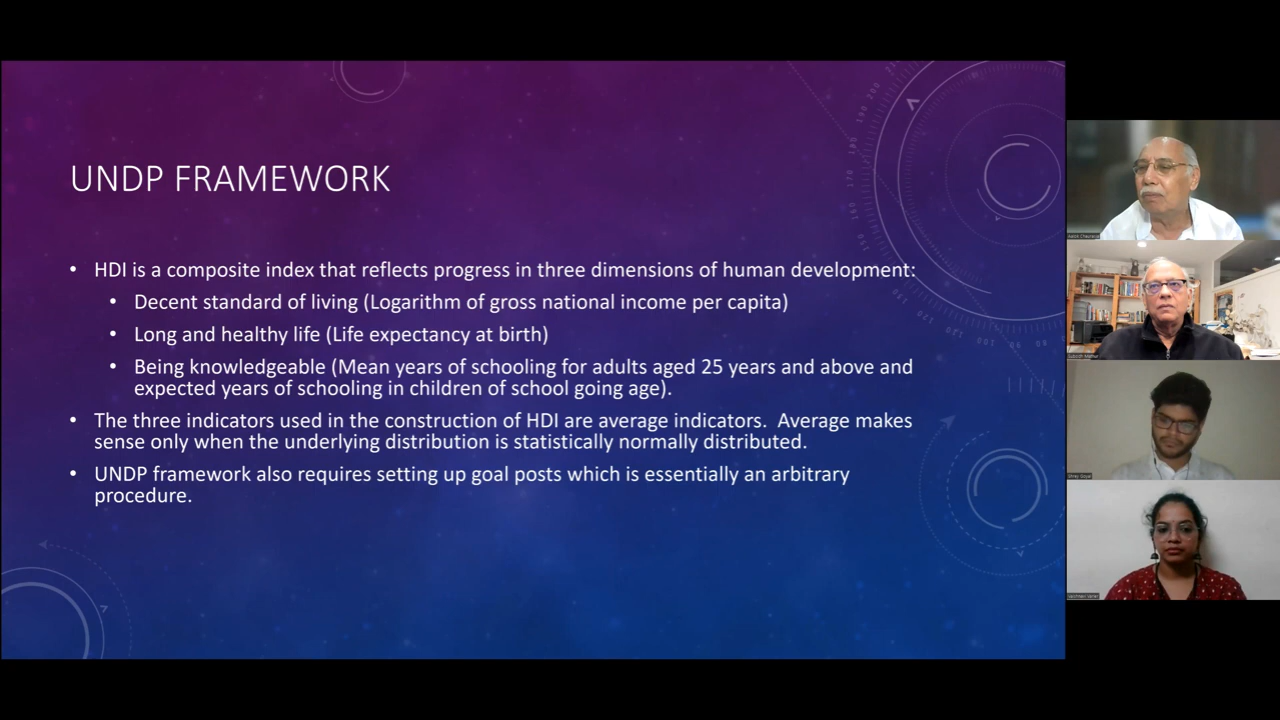 UNDP FRAMEWORK
• HDI is a composite index that reflects progress in three dimensions of human development:
• Decent standard of living (Logarithm of gross national income per capita)
• Long and healthy life (Life expectancy at birth)
• Being knowledgeable (Mean years of schooling for adults aged 25 years and above and
expected years of schooling in children of school going age).
• The three indicators used in the construction of HDI are average indicators.  Average makes
sense only when the underlying distribution is statistically normally distributed.
• UNDP framework also requires setting up goal posts which is essentially an arbitrary
procedure.